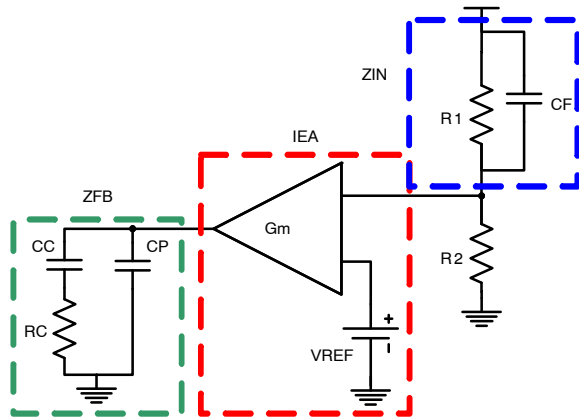 ZIN
R1
CF
IEA
ZFB
Gm
CC
CP
R2
RC
VREF
+
-